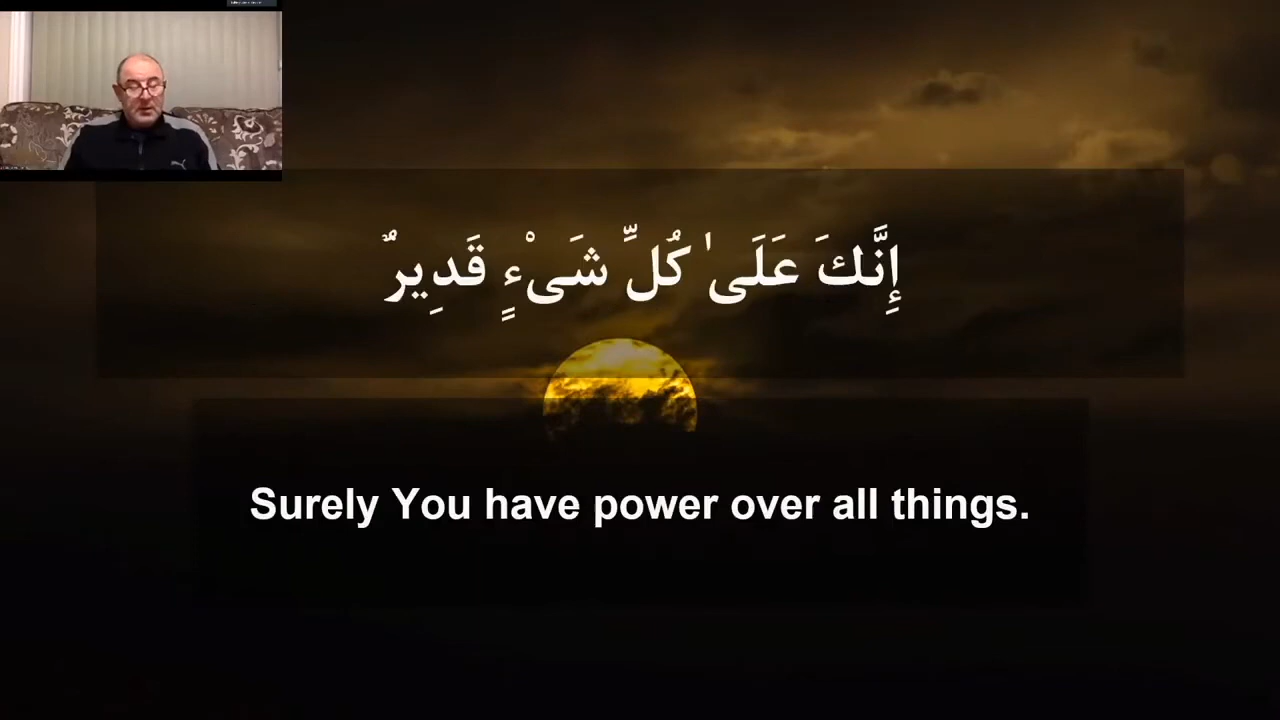 إِنَّكَ عَلَىٰ كُلِّ شَىْءٍ قَدِيرٌ
Surely You have power over all things.